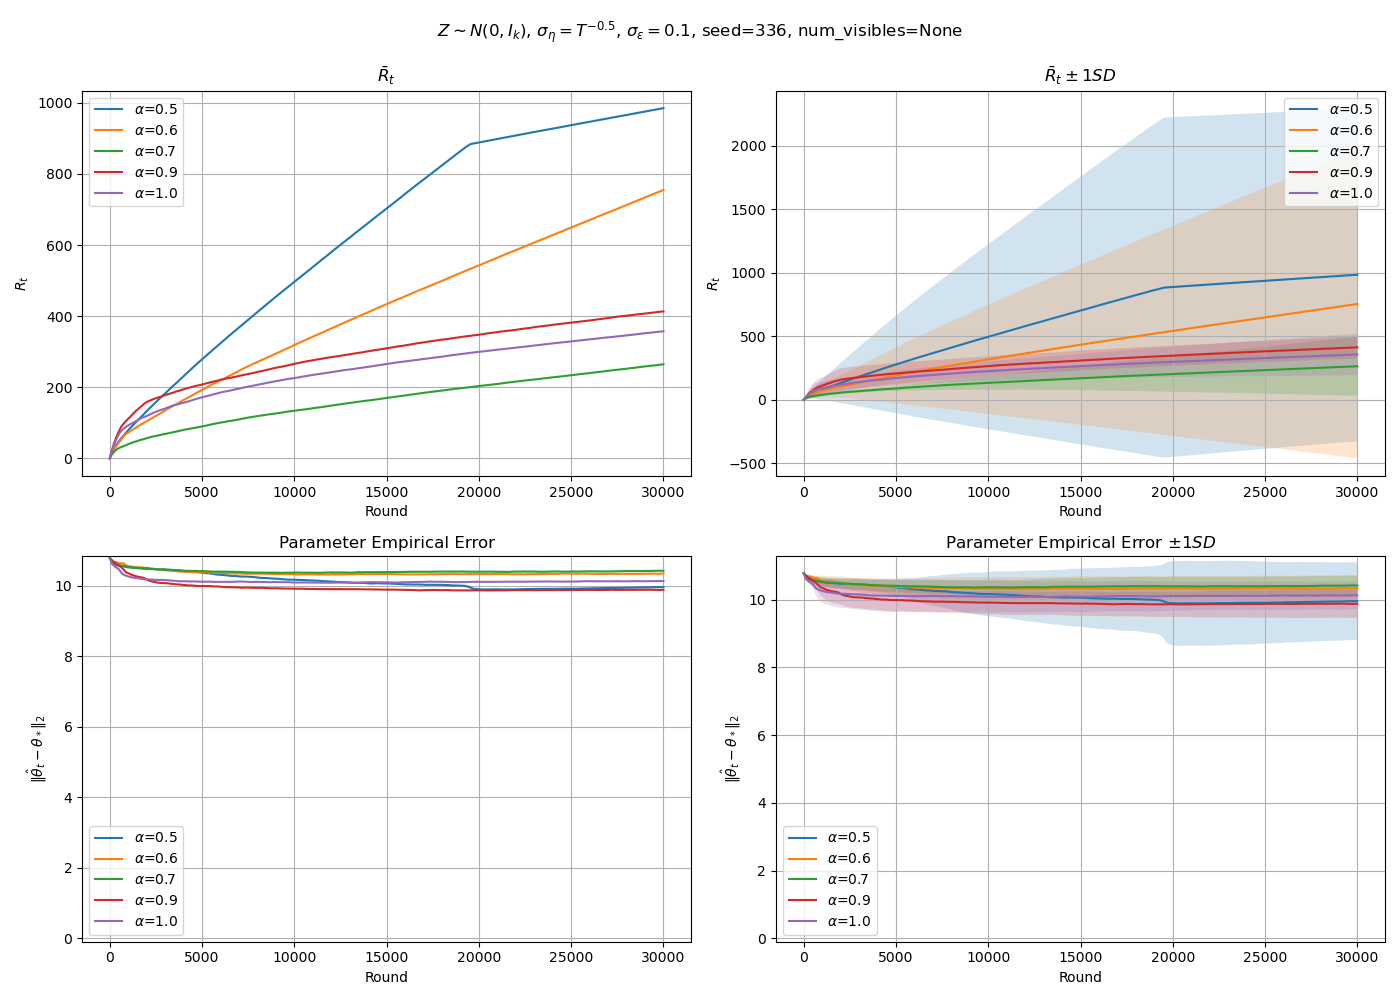 Z ∼ N(0, I_k), σ_η = T^{−0.5}, σ_ε = 0.1, seed=336, num_visibles=None
R̄_t
R̄_t ± 1SD
1000
800
600
400
200
0
R_t
α=0.5
α=0.6
α=0.7
α=0.9
α=1.0
0 5000 10000 15000 20000 25000 30000
Round
2000
1500
1000
500
0
−500
R_t
α=0.5
α=0.6
α=0.7
α=0.9
α=1.0
0 5000 10000 15000 20000 25000 30000
Round
Parameter Empirical Error
10
8
6
4
2
0
‖θ̂_t − θ_*‖_2
α=0.5
α=0.6
α=0.7
α=0.9
α=1.0
0 5000 10000 15000 20000 25000 30000
Round
Parameter Empirical Error ±1SD
10
8
6
4
2
0
‖θ̂_t − θ_*‖_2
α=0.5
α=0.6
α=0.7
α=0.9
α=1.0
0 5000 10000 15000 20000 25000 30000
Round